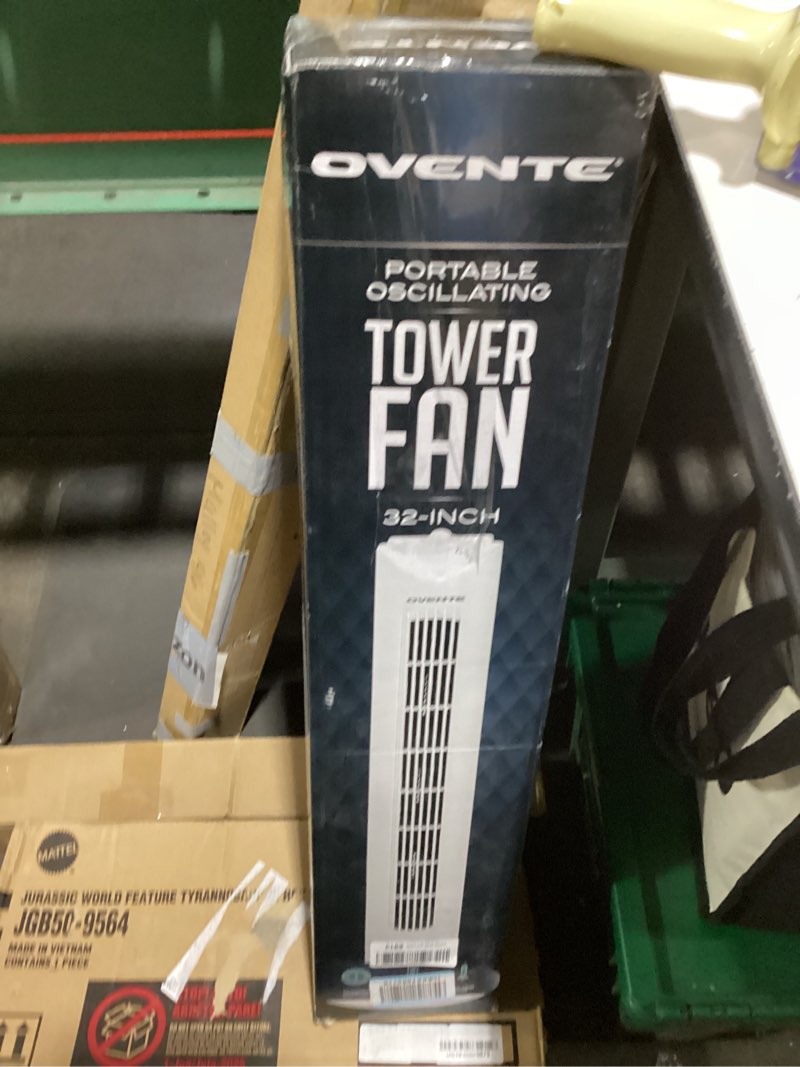 OVENTE
PORTABLE
OSCILLATING
TOWER
FAN
32-INCH
OVENTE
zon
MATTEL
JURASSIC WORLD FEATURE
JGB50-9564
MADE IN VIETNAM
CONTAINS 1 PIECE